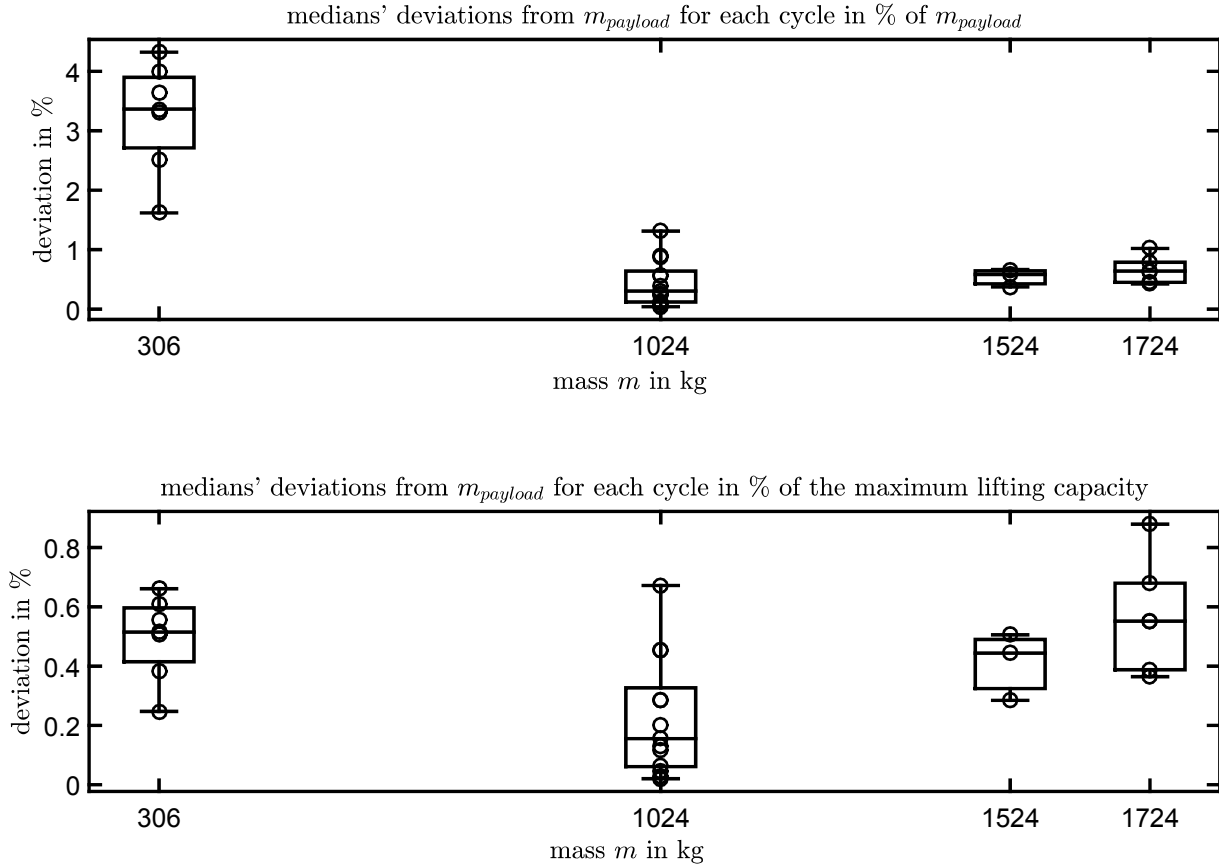 medians' deviations from m_payload for each cycle in % of m_payload
deviation in %
4
3
2
1
0
306 1024 1524 1724
mass m in kg
medians' deviations from m_payload for each cycle in % of the maximum lifting capacity
deviation in %
0.8
0.6
0.4
0.2
0
306 1024 1524 1724
mass m in kg